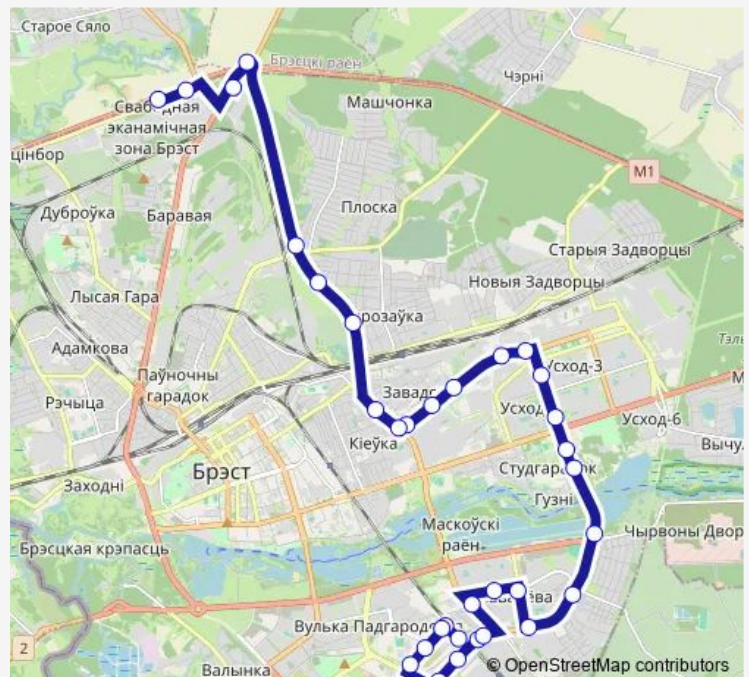 Старое Сяло
Брэсцкі раён
Чэрні
Свабодная
эканамічная
зона Брэст
Машчонка
цінбор
M1
Дуброўка
Баравая
Плоска
Старыя Задворцы
Лысая Гара
Новыя Задворцы
розаўка
Адамкова
Паўночны
гарадок
Усход-3
Рэчыца
Завадс
Усход
Усход-6
Кіеўка
Вычу
Брэст
Студгарадок
Заходні
Гузні
Маскоўскі
раён
Чырвоны Двор
Брэсцкая крэпасць
2
Вулька Падгародская
Валынка
© OpenStreetMap contributors